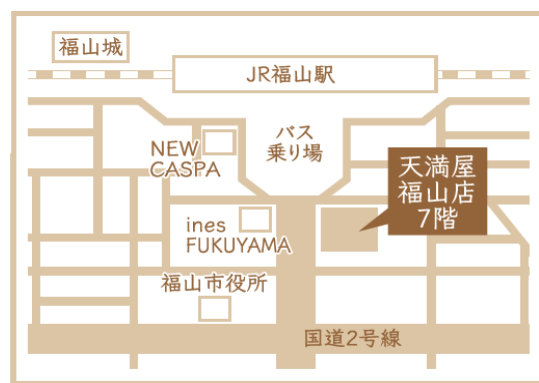 福山城
JR福山駅
バス
乗り場
NEW
CASPA
天満屋
福山店
7階
ines
FUKUYAMA
福山市役所
国道2号線